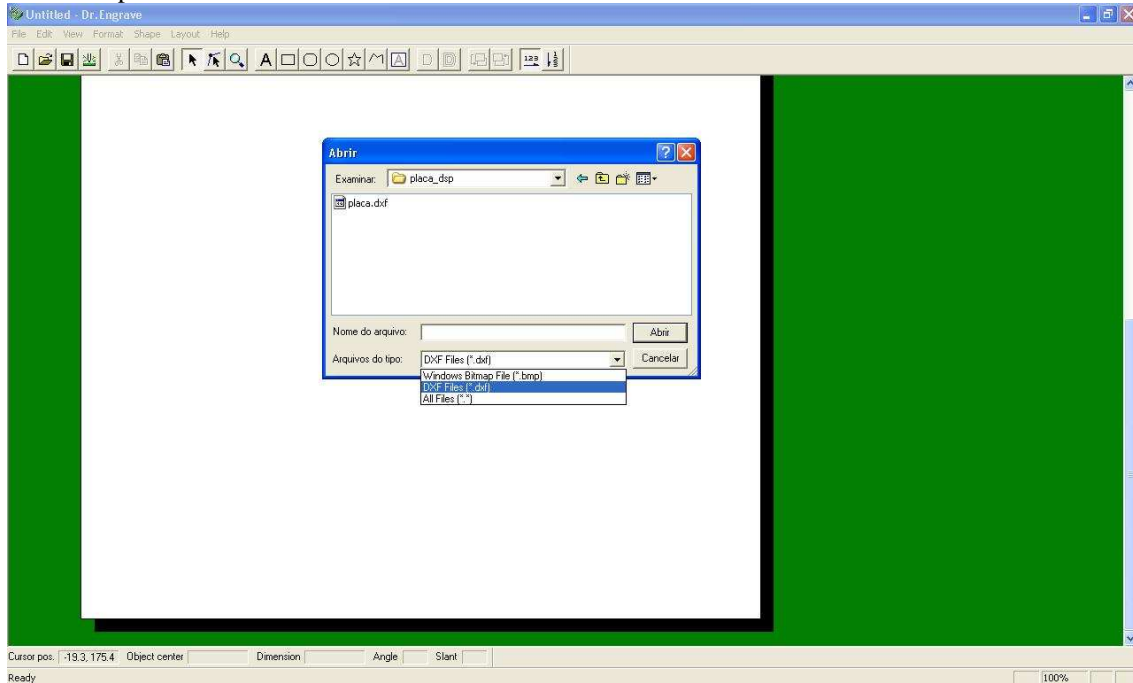 Untitled - Dr.Engrave
File Edit View Format Shape Layout Help
A A D D 123
Abrir
Examinar: placa_dsp
placa.dxf
Nome do arquivo: Abrir
Arquivos do tipo: DXF Files (*.dxf) Cancelar
Windows Bitmap File (*.bmp)
DXF Files (*.dxf)
All Files (*.*)
Cursor pos. -19.3, 175.4 Object center Dimension Angle Slant
Ready 100%